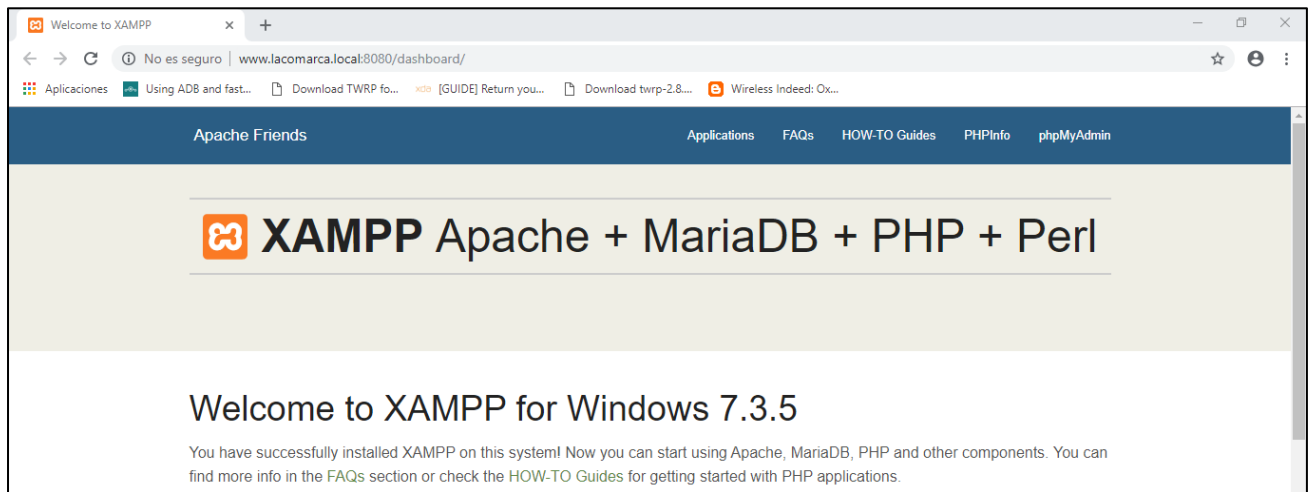 Welcome to XAMPP
No es seguro | www.lacomarca.local:8080/dashboard/
Aplicaciones Using ADB and fast... Download TWRP fo... xda [GUIDE] Return you... Download twrp-2.8.... Wireless Indeed: Ox...
Apache Friends Applications FAQs HOW-TO Guides PHPInfo phpMyAdmin
XAMPP Apache + MariaDB + PHP + Perl
Welcome to XAMPP for Windows 7.3.5
You have successfully installed XAMPP on this system! Now you can start using Apache, MariaDB, PHP and other components. You can
find more info in the FAQs section or check the HOW-TO Guides for getting started with PHP applications.